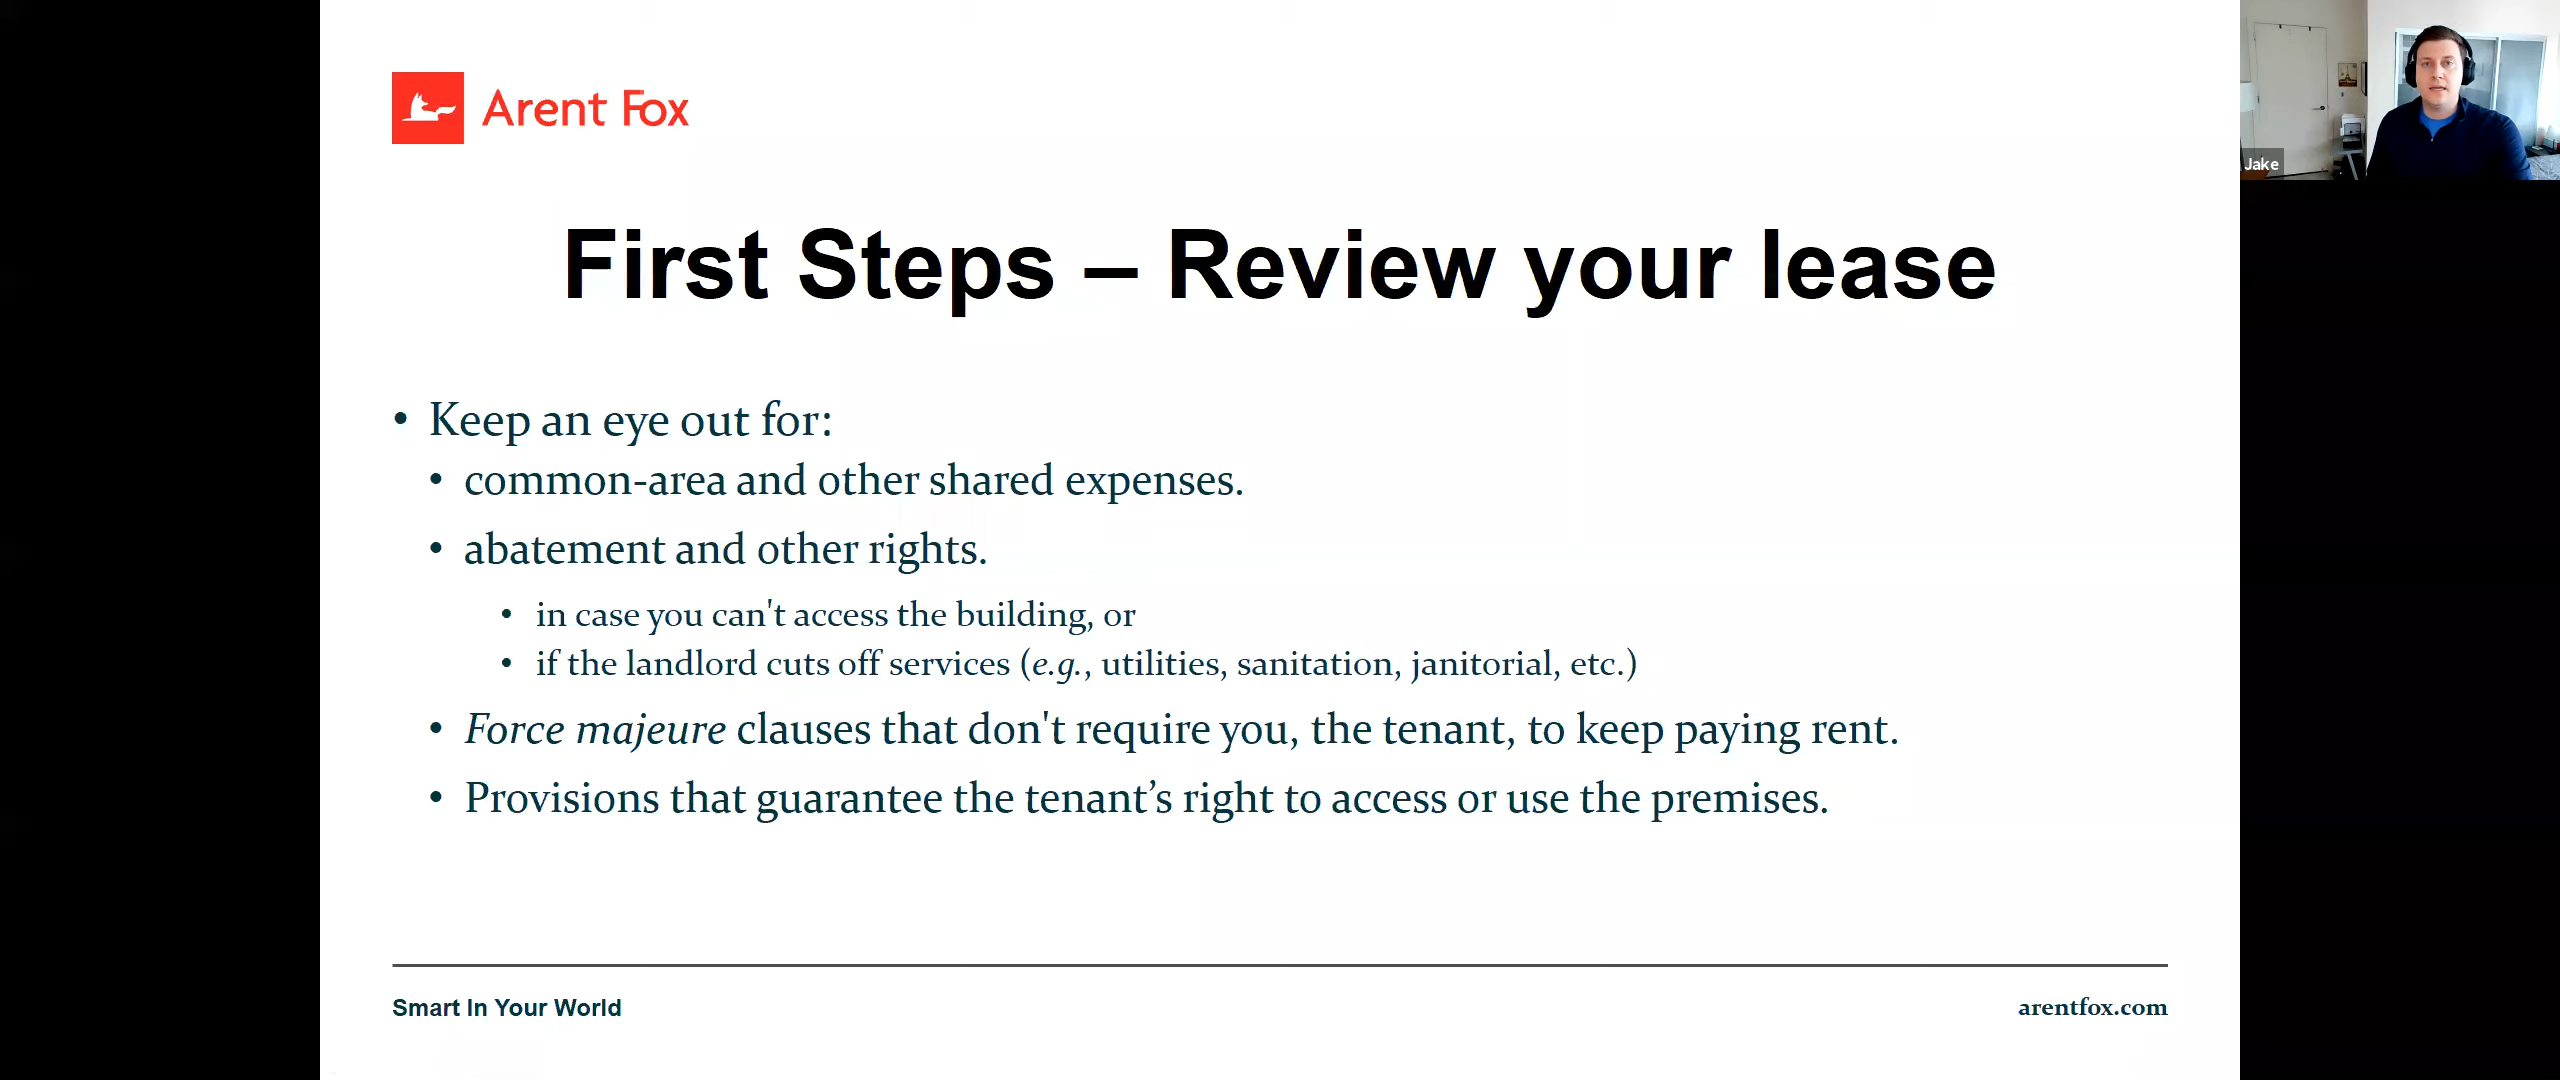 Arent Fox
Jake
First Steps – Review your lease
• Keep an eye out for:
• common-area and other shared expenses.
• abatement and other rights.
• in case you can't access the building, or
• if the landlord cuts off services (e.g., utilities, sanitation, janitorial, etc.)
• Force majeure clauses that don't require you, the tenant, to keep paying rent.
• Provisions that guarantee the tenant’s right to access or use the premises.
Smart In Your World
arentfox.com